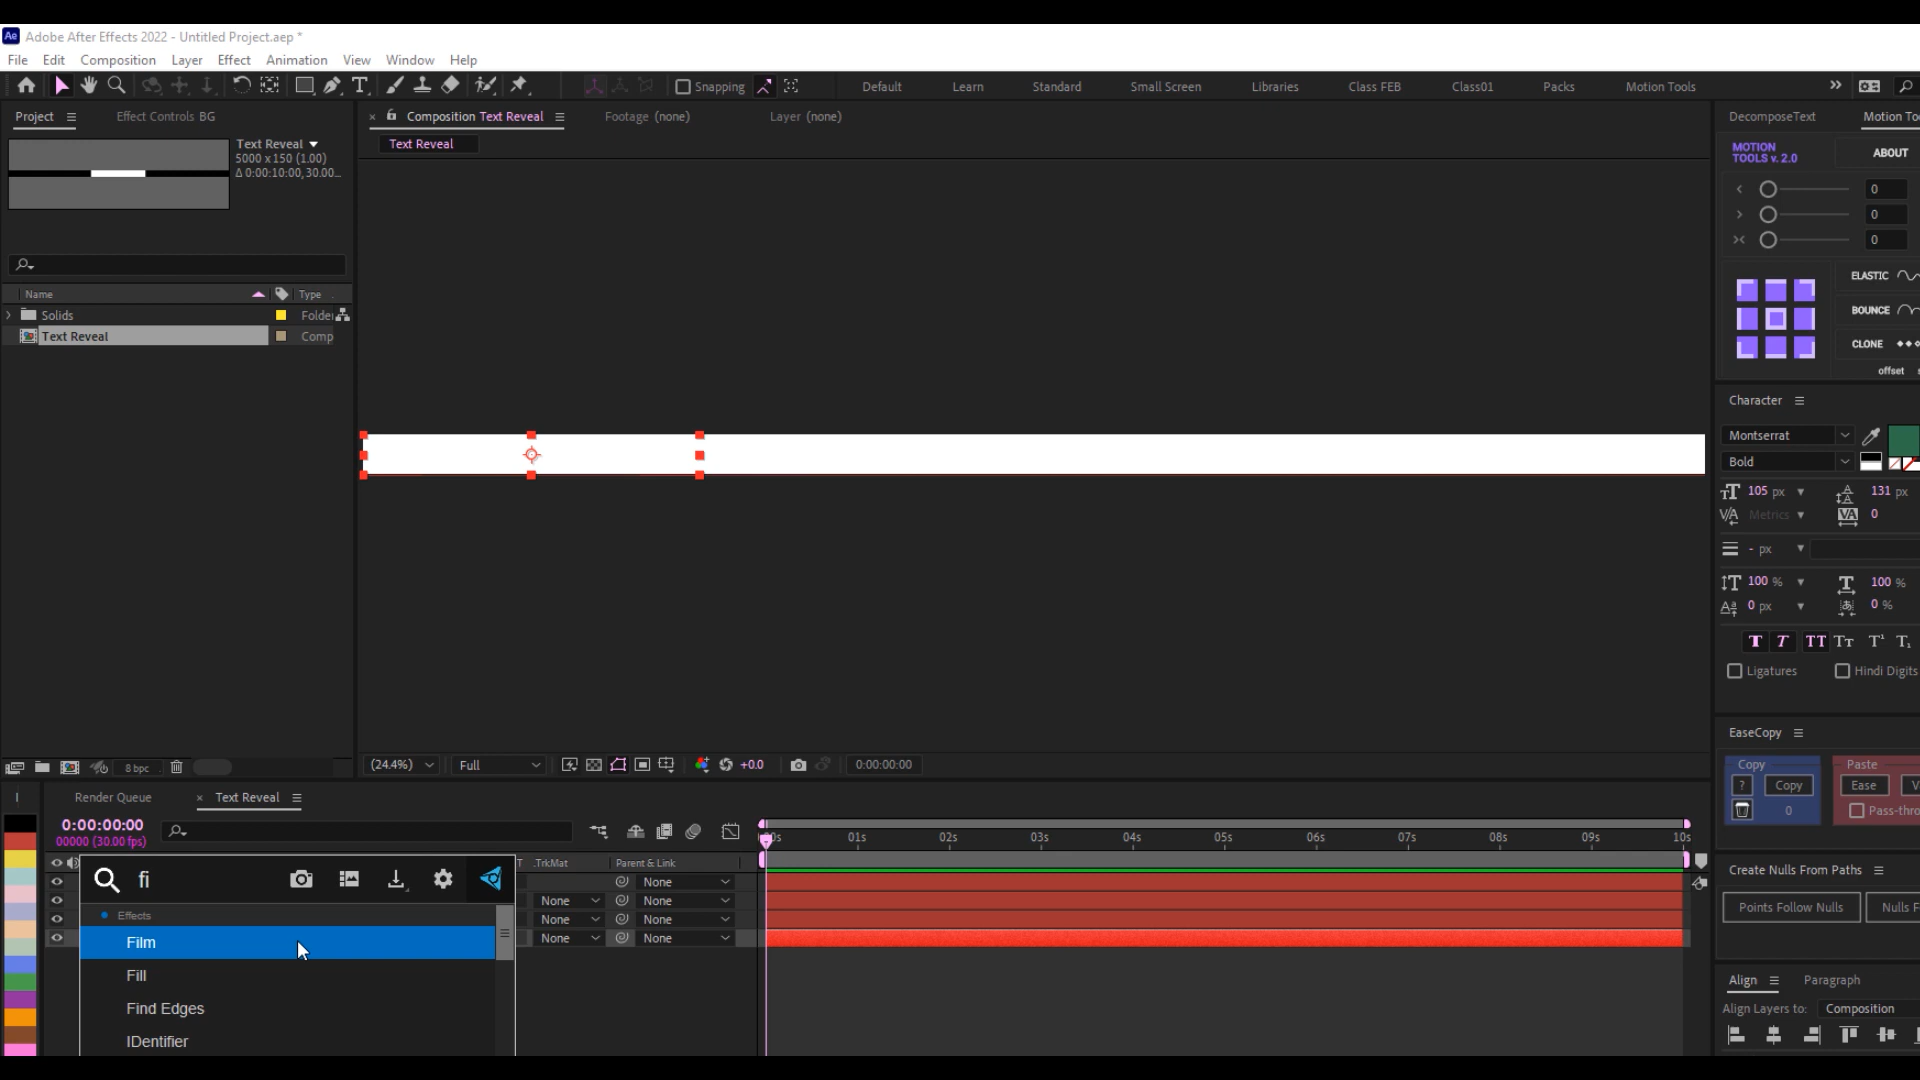 Ae Adobe After Effects 2022 - Untitled Project.aep *
File Edit Composition Layer Effect Animation View Window Help
Snapping Default Learn Standard Small Screen Libraries Class FEB Class01 Packs Motion Tools
Project Effect Controls BG
Composition Text Reveal Footage (none) Layer (none)
DecomposeText Motion Too
Text Reveal
5000 x 150 (1.00)
Δ 0:00:10:00, 30.00...
Text Reveal
MOTION
TOOLS v. 2.0
ABOUT
< 0
> 0
>< 0
ELASTIC
BOUNCE
CLONE
offset
Name Type
Solids Folder
Text Reveal Comp
Character
Montserrat
Bold
105 px 131 px
Metrics 0
- px
100 % 100 %
0 px 0 %
T T TT Tт T¹ T₁
Ligatures Hindi Digits
EaseCopy
Copy Paste
? Copy Ease
0 Pass-thro
8 bpc
(24.4%) Full +0.0 0:00:00:00
Render Queue Text Reveal
0:00:00:00
00000 (30.00 fps)
01s 02s 03s 04s 05s 06s 07s 08s 09s 10s
T .TrkMat Parent & Link
fi
None
None None
None None
None None
Effects
Film
Fill
Find Edges
IDentifier
Create Nulls From Paths
Points Follow Nulls Nulls F
Align Paragraph
Align Layers to: Composition